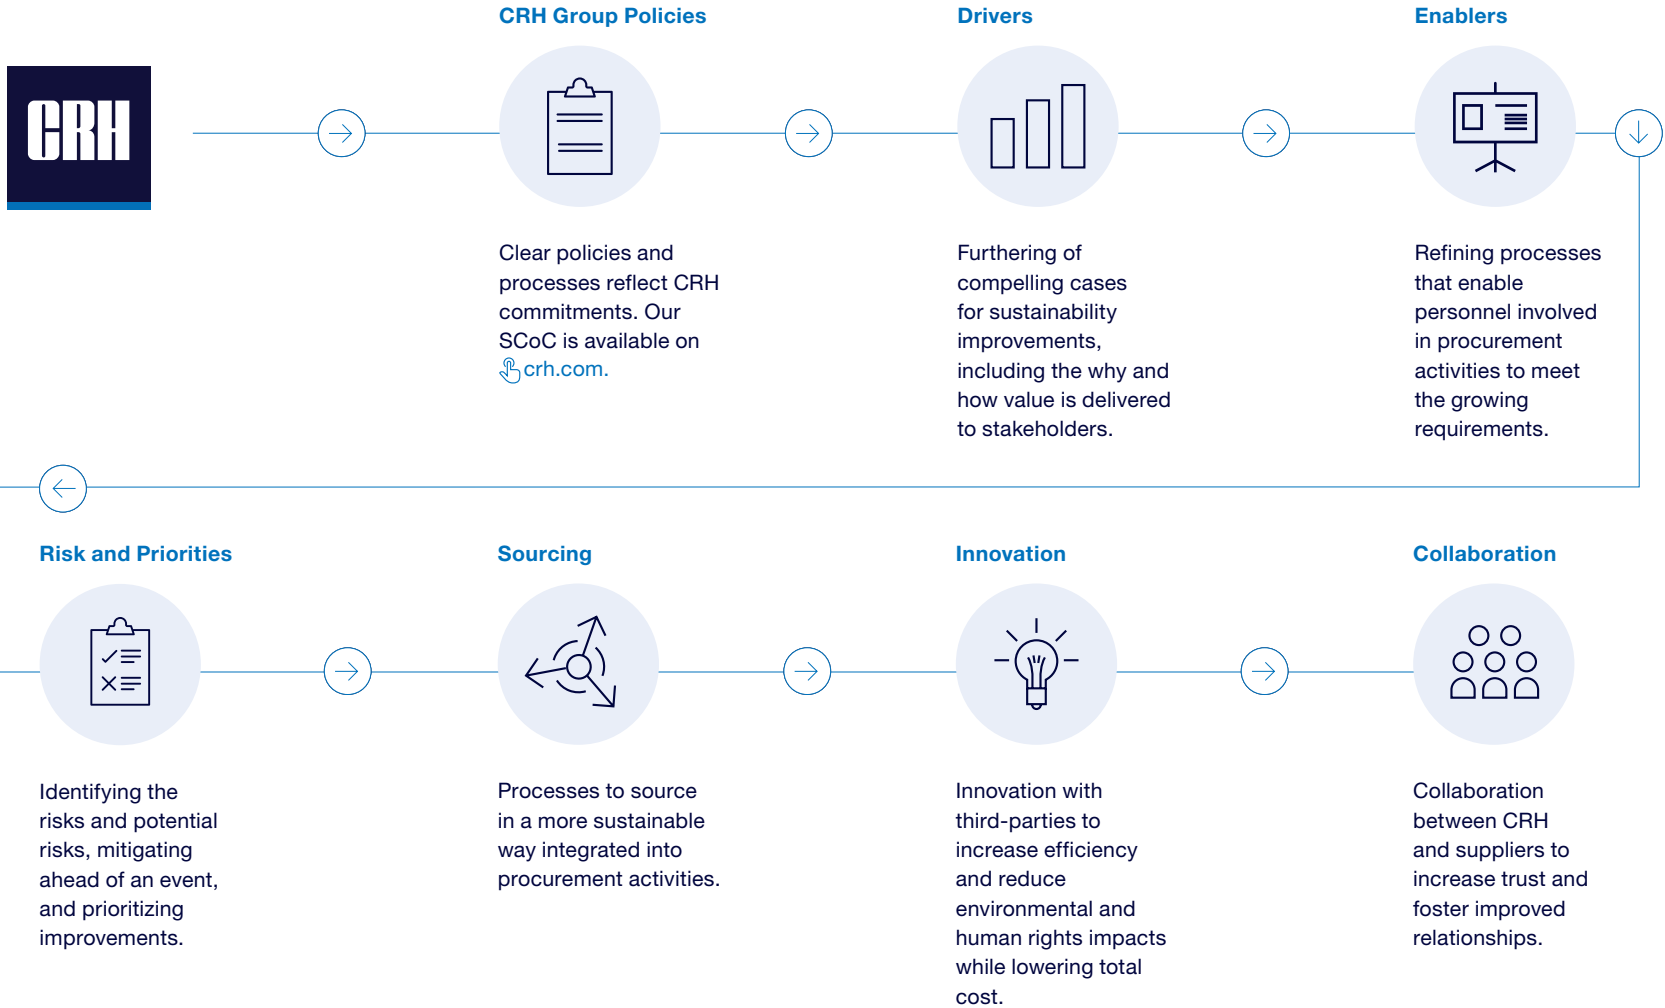 CRH Group Policies
Drivers
Enablers
CRH
Clear policies and
processes reflect CRH
commitments. Our
SCoC is available on
crh.com.
Furthering of
compelling cases
for sustainability
improvements,
including the why and
how value is delivered
to stakeholders.
Refining processes
that enable
personnel involved
in procurement
activities to meet
the growing
requirements.
Risk and Priorities
Sourcing
Innovation
Collaboration
Identifying the
risks and potential
risks, mitigating
ahead of an event,
and prioritizing
improvements.
Processes to source
in a more sustainable
way integrated into
procurement activities.
Innovation with
third-parties to
increase efficiency
and reduce
environmental and
human rights impacts
while lowering total
cost.
Collaboration
between CRH
and suppliers to
increase trust and
foster improved
relationships.